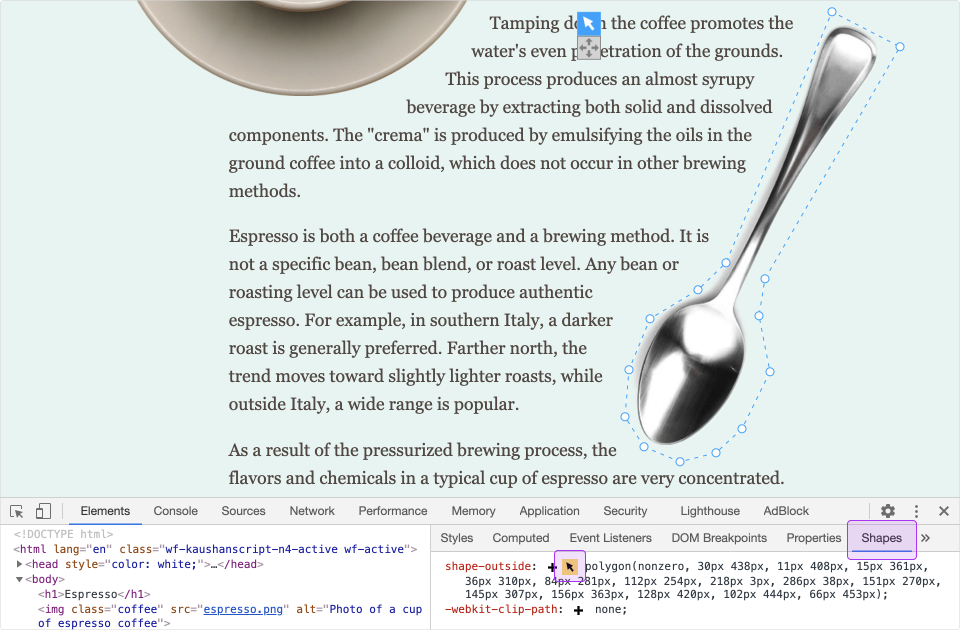 Tamping do n the coffee promotes the
water's even p etration of the grounds.
This process produces an almost syrupy
beverage by extracting both solid and dissolved
components. The "crema" is produced by emulsifying the oils in the
ground coffee into a colloid, which does not occur in other brewing
methods.
Espresso is both a coffee beverage and a brewing method. It is
not a specific bean, bean blend, or roast level. Any bean or
roasting level can be used to produce authentic
espresso. For example, in southern Italy, a darker
roast is generally preferred. Farther north, the
trend moves toward slightly lighter roasts, while
outside Italy, a wide range is popular.
As a result of the pressurized brewing process, the
flavors and chemicals in a typical cup of espresso are very concentrated.
Elements Console Sources Network Performance Memory Application Security Lighthouse AdBlock
<!DOCTYPE html>
<html lang="en" class="wf-kaushanscript-n4-active wf-active">
<head style="color: white;">…</head>
<body>
<h1>Espresso</h1>
<img class="coffee" src="espresso.png" alt="Photo of a cup
of espresso coffee">
Styles Computed Event Listeners DOM Breakpoints Properties Shapes »
shape-outside: polygon(nonzero, 30px 438px, 11px 408px, 15px 361px,
36px 310px, 84px 281px, 112px 254px, 218px 3px, 286px 38px, 151px 270px,
145px 307px, 156px 363px, 128px 420px, 102px 444px, 66px 453px);
-webkit-clip-path: none;